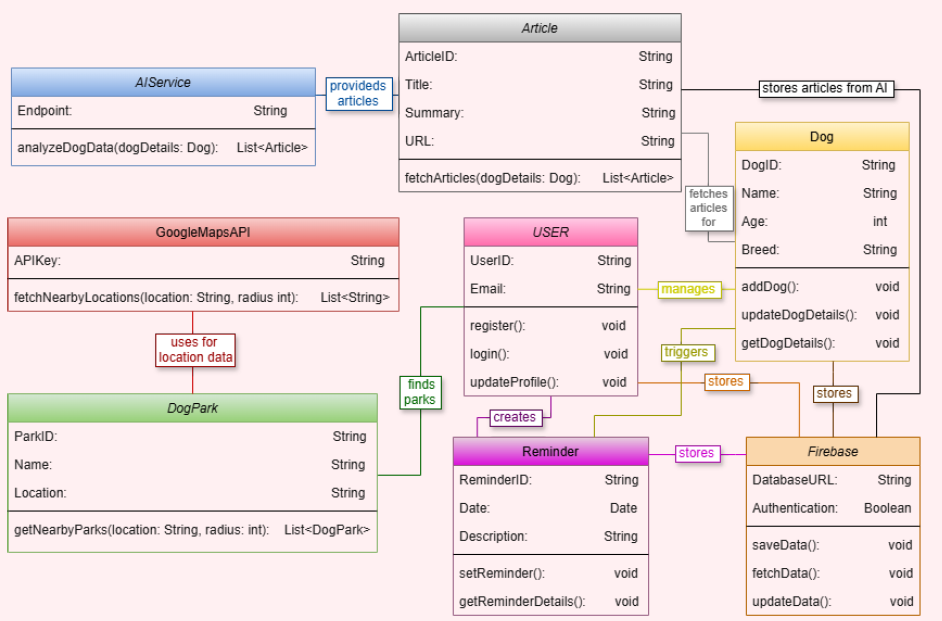 Article
ArticleID: String
Title: String
Summary: String
URL: String
fetchArticles(dogDetails: Dog): List<Article>
AIService
Endpoint: String
analyzeDogData(dogDetails: Dog): List<Article>
provideds
articles
stores articles from AI
Dog
DogID: String
Name: String
Age: int
Breed: String
addDog(): void
updateDogDetails(): void
getDogDetails(): void
fetches
articles
for
GoogleMapsAPI
APIKey: String
fetchNearbyLocations(location: String, radius int): List<String>
USER
UserID: String
Email: String
register(): void
login(): void
updateProfile(): void
manages
uses for
location data
triggers
finds
parks
stores
stores
creates
DogPark
ParkID: String
Name: String
Location: String
getNearbyParks(location: String, radius: int): List<DogPark>
Reminder
ReminderID: String
Date: Date
Description: String
setReminder(): void
getReminderDetails(): void
stores
Firebase
DatabaseURL: String
Authentication: Boolean
saveData(): void
fetchData(): void
updateData(): void